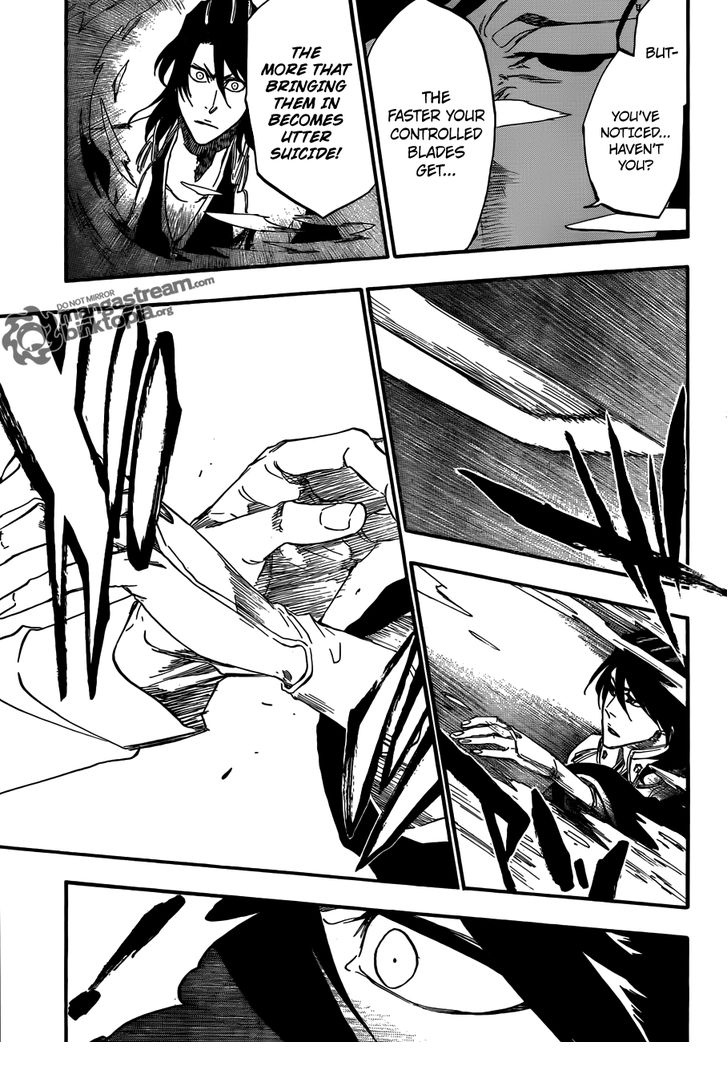 BUT-
YOU'VE
NOTICED...
HAVEN'T
YOU?
THE
FASTER YOUR
CONTROLLED
BLADES
GET...
THE
MORE THAT
BRINGING
THEM IN
BECOMES
UTTER
SUICIDE!
DO NOT MIRROR
mangastream.com
binktopia.org